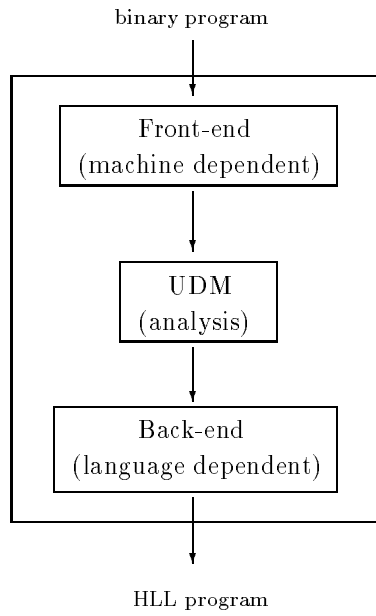 binary program
Front-end
(machine dependent)
UDM
(analysis)
Back-end
(language dependent)
HLL program